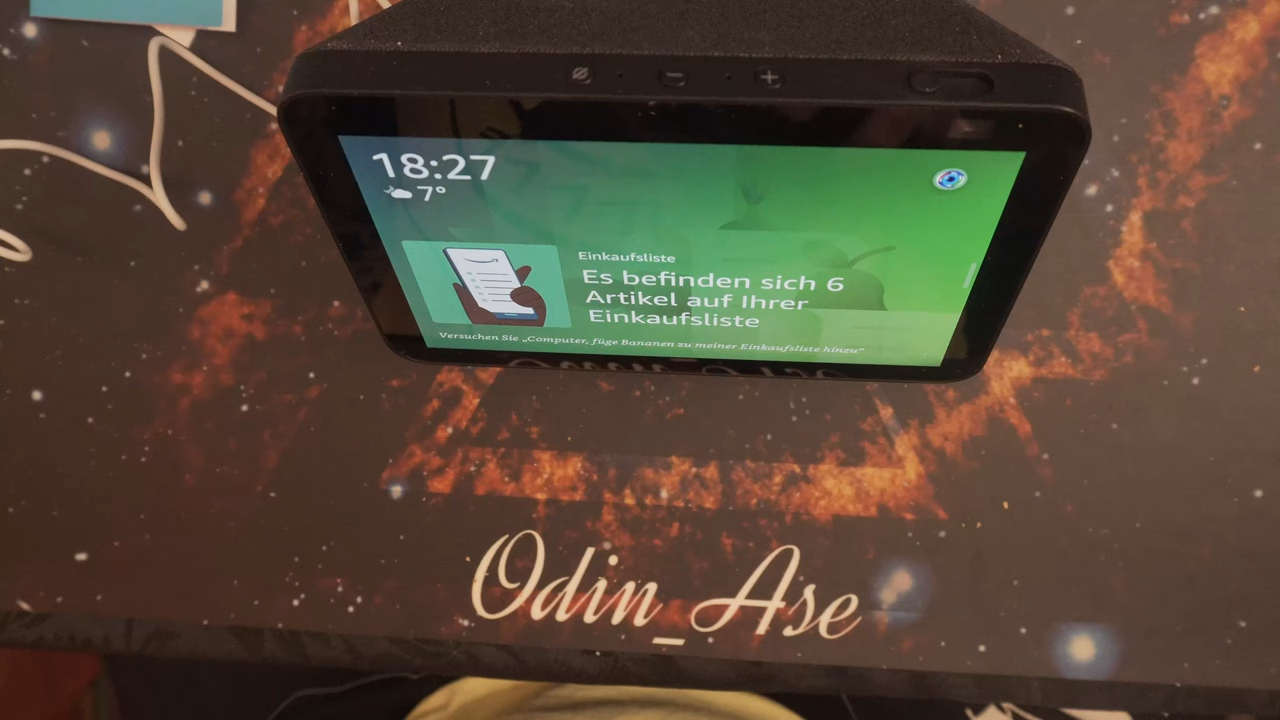 18:27
7°
Einkaufsliste
Es befinden sich 6
Artikel auf Ihrer
Einkaufsliste
Versuchen Sie „Computer, füge Bananen zu meiner Einkaufsliste hinzu“
Odin_Ase